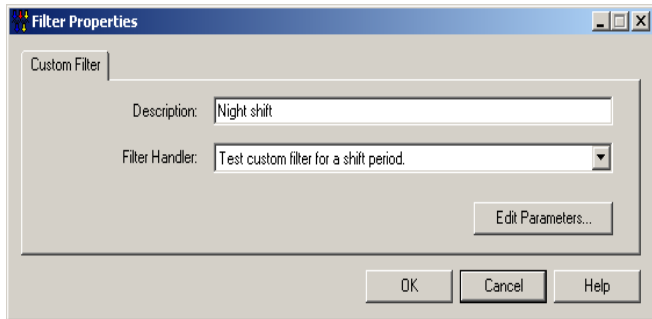 Filter Properties
Custom Filter
Description: Night shift
Filter Handler: Test custom filter for a shift period.
Edit Parameters...
OK Cancel Help